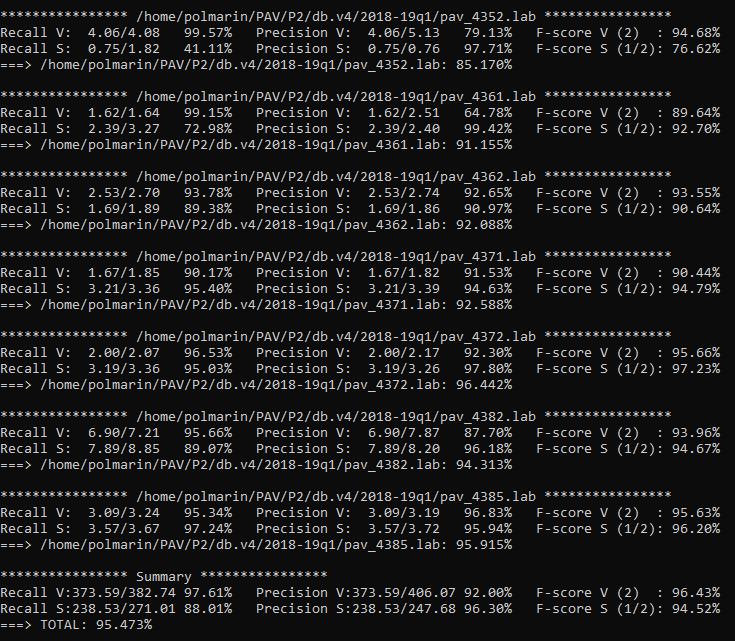 **************** /home/polmarin/PAV/P2/db.v4/2018-19q1/pav_4352.lab ****************
Recall V:  4.06/4.08   99.57%   Precision V:  4.06/5.13   79.13%   F-score V (2)  : 94.68%
Recall S:  0.75/1.82   41.11%   Precision S:  0.75/0.76   97.71%   F-score S (1/2): 76.62%
===> /home/polmarin/PAV/P2/db.v4/2018-19q1/pav_4352.lab: 85.170%

**************** /home/polmarin/PAV/P2/db.v4/2018-19q1/pav_4361.lab ****************
Recall V:  1.62/1.64   99.15%   Precision V:  1.62/2.51   64.78%   F-score V (2)  : 89.64%
Recall S:  2.39/3.27   72.98%   Precision S:  2.39/2.40   99.42%   F-score S (1/2): 92.70%
===> /home/polmarin/PAV/P2/db.v4/2018-19q1/pav_4361.lab: 91.155%

**************** /home/polmarin/PAV/P2/db.v4/2018-19q1/pav_4362.lab ****************
Recall V:  2.53/2.70   93.78%   Precision V:  2.53/2.74   92.65%   F-score V (2)  : 93.55%
Recall S:  1.69/1.89   89.38%   Precision S:  1.69/1.86   90.97%   F-score S (1/2): 90.64%
===> /home/polmarin/PAV/P2/db.v4/2018-19q1/pav_4362.lab: 92.088%

**************** /home/polmarin/PAV/P2/db.v4/2018-19q1/pav_4371.lab ****************
Recall V:  1.67/1.85   90.17%   Precision V:  1.67/1.82   91.53%   F-score V (2)  : 90.44%
Recall S:  3.21/3.36   95.40%   Precision S:  3.21/3.39   94.63%   F-score S (1/2): 94.79%
===> /home/polmarin/PAV/P2/db.v4/2018-19q1/pav_4371.lab: 92.588%

**************** /home/polmarin/PAV/P2/db.v4/2018-19q1/pav_4372.lab ****************
Recall V:  2.00/2.07   96.53%   Precision V:  2.00/2.17   92.30%   F-score V (2)  : 95.66%
Recall S:  3.19/3.36   95.03%   Precision S:  3.19/3.26   97.80%   F-score S (1/2): 97.23%
===> /home/polmarin/PAV/P2/db.v4/2018-19q1/pav_4372.lab: 96.442%

**************** /home/polmarin/PAV/P2/db.v4/2018-19q1/pav_4382.lab ****************
Recall V:  6.90/7.21   95.66%   Precision V:  6.90/7.87   87.70%   F-score V (2)  : 93.96%
Recall S:  7.89/8.85   89.07%   Precision S:  7.89/8.20   96.18%   F-score S (1/2): 94.67%
===> /home/polmarin/PAV/P2/db.v4/2018-19q1/pav_4382.lab: 94.313%

**************** /home/polmarin/PAV/P2/db.v4/2018-19q1/pav_4385.lab ****************
Recall V:  3.09/3.24   95.34%   Precision V:  3.09/3.19   96.83%   F-score V (2)  : 95.63%
Recall S:  3.57/3.67   97.24%   Precision S:  3.57/3.72   95.94%   F-score S (1/2): 96.20%
===> /home/polmarin/PAV/P2/db.v4/2018-19q1/pav_4385.lab: 95.915%

**************** Summary ****************
Recall V:373.59/382.74 97.61%   Precision V:373.59/406.07 92.00%   F-score V (2)  : 96.43%
Recall S:238.53/271.01 88.01%   Precision S:238.53/247.68 96.30%   F-score S (1/2): 94.52%
===> TOTAL: 95.473%